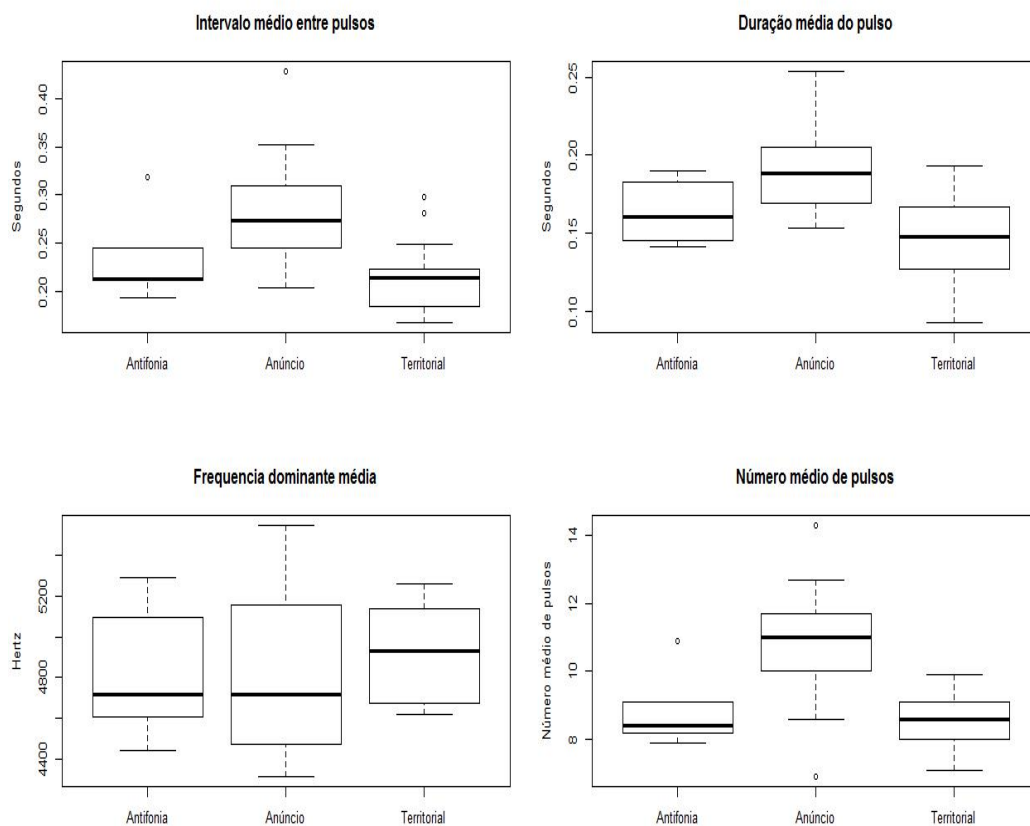 Intervalo médio entre pulsos
Segundos
0.40
0.35
0.30
0.25
0.20
Antifonia Anúncio Territorial
Duração média do pulso
Segundos
0.25
0.20
0.15
0.10
Antifonia Anúncio Territorial
Frequencia dominante média
Hertz
5200
4800
4400
Antifonia Anúncio Territorial
Número médio de pulsos
Número médio de pulsos
14
12
10
8
Antifonia Anúncio Territorial